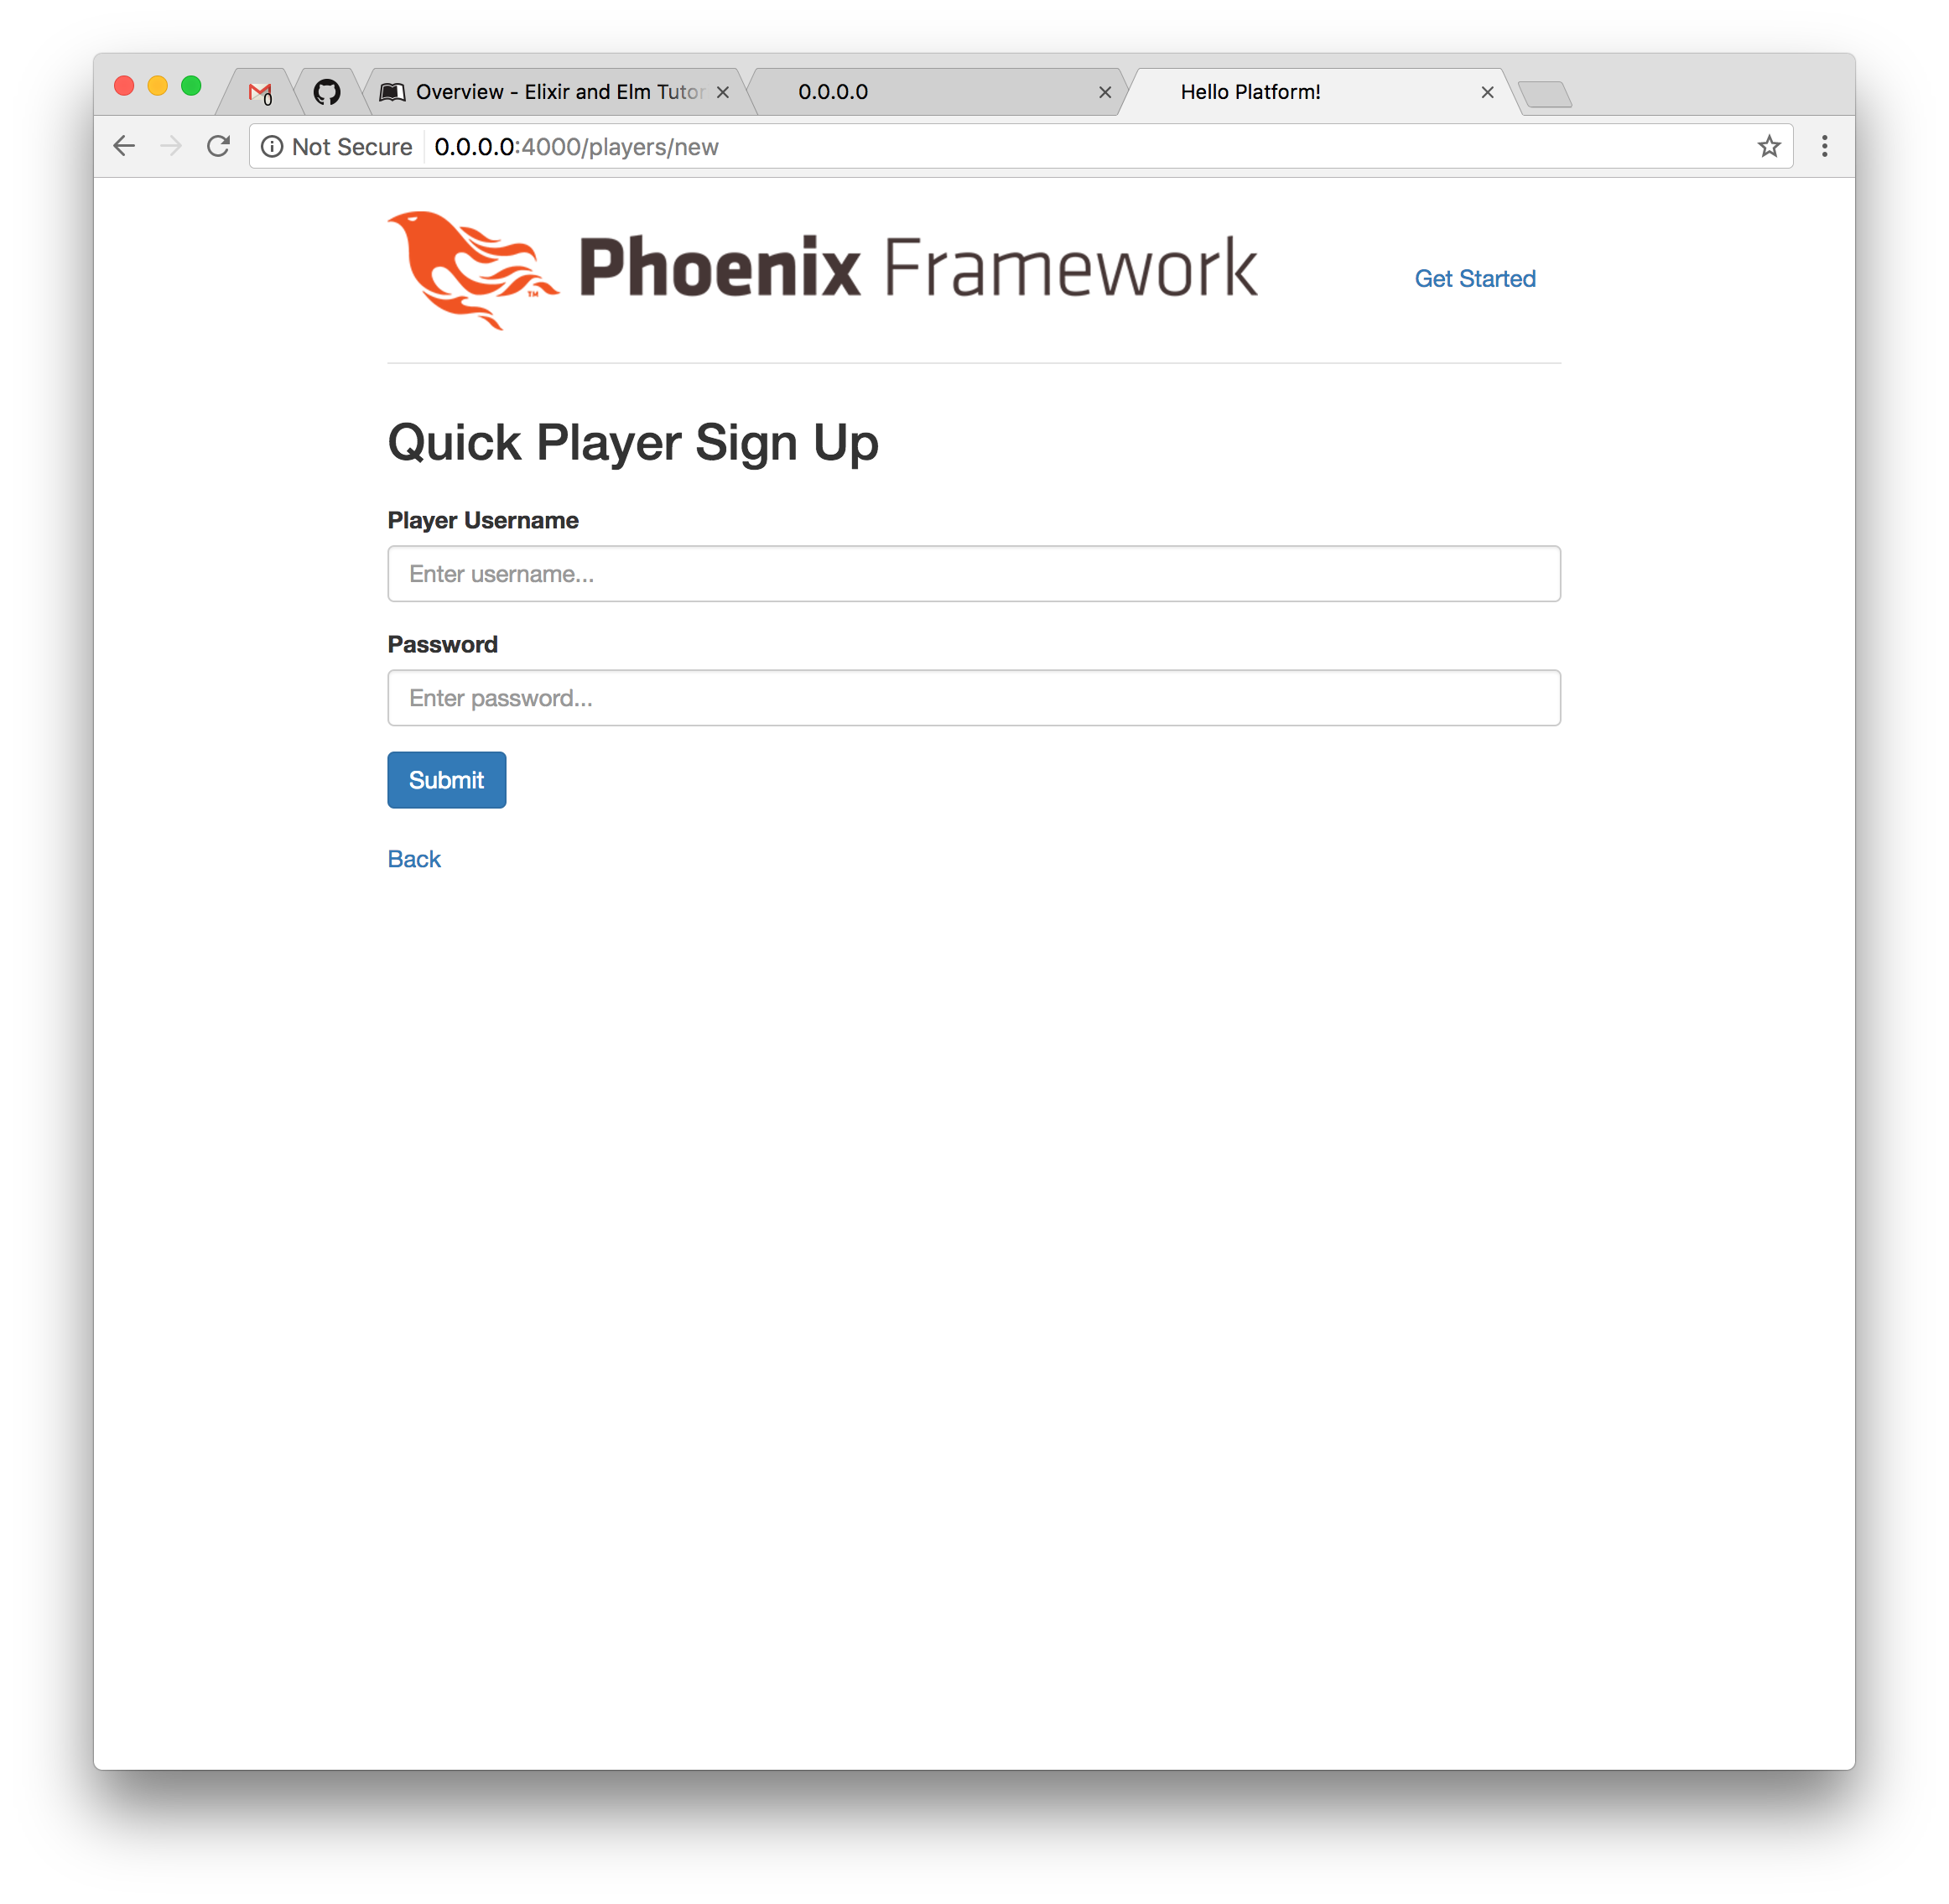 0
Overview - Elixir and Elm Tutor
0.0.0.0
Hello Platform!
Not Secure
0.0.0.0:4000/players/new
Phoenix Framework
TM
Get Started
Quick Player Sign Up
Player Username
Enter username...
Password
Enter password...
Submit
Back